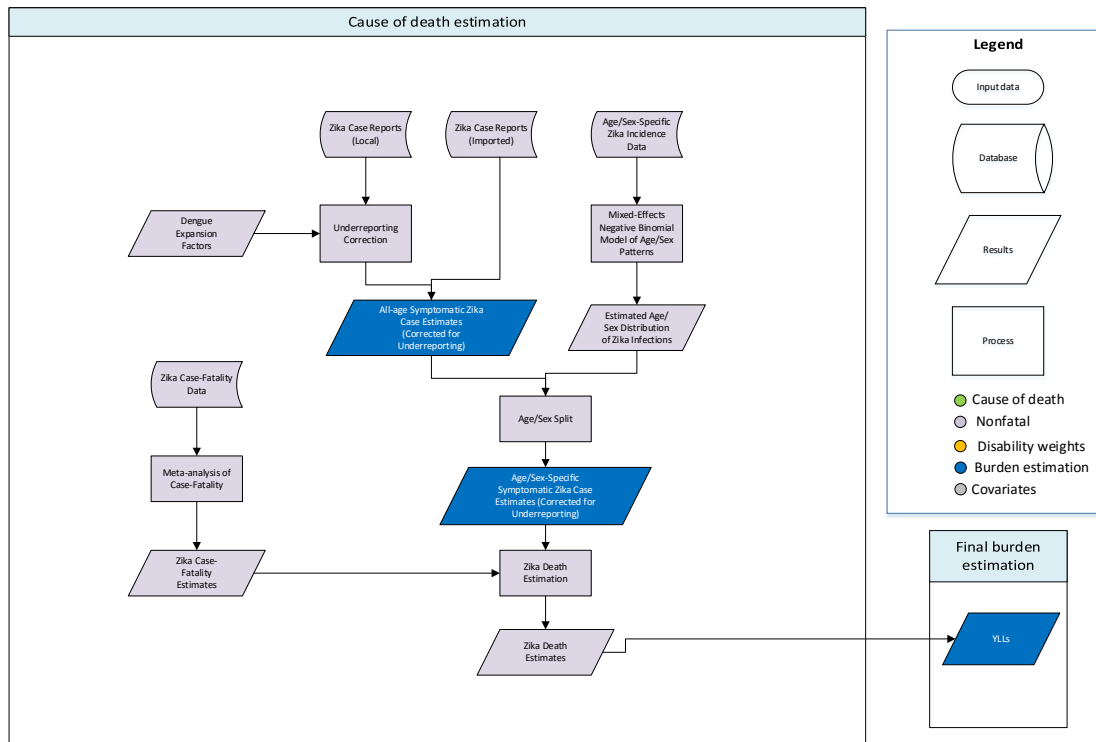 Cause of death estimation
Zika Case Reports
(Local)
Zika Case Reports
(Imported)
Age/Sex-Specific
Zika Incidence
Data
Dengue
Expansion
Factors
Underreporting
Correction
Mixed-Effects
Negative Binomial
Model of Age/Sex
Patterns
All-age Symptomatic Zika
Case Estimates
(Corrected for
Underreporting)
Estimated Age/
Sex Distribution
of Zika Infections
Zika Case-Fatality
Data
Age/Sex Split
Meta-analysis of
Case-Fatality
Age/Sex-Specific
Symptomatic Zika Case
Estimates (Corrected for
Underreporting)
Zika Case-
Fatality
Estimates
Zika Death
Estimation
Zika Death
Estimates
Legend
Input data
Database
Results
Process
Cause of death
Nonfatal
Disability weights
Burden estimation
Covariates
Final burden
estimation
YLLs